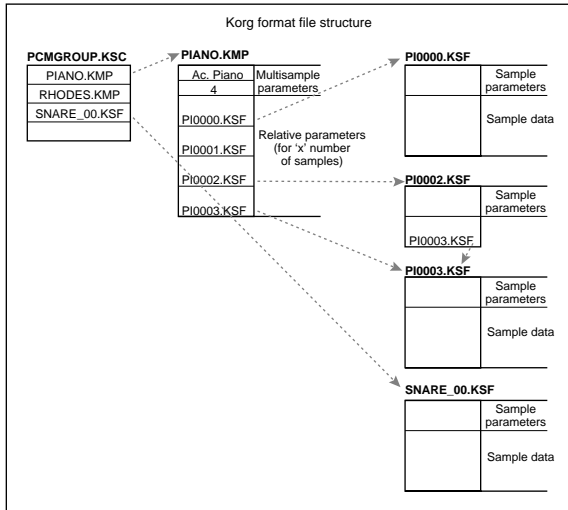 Korg format file structure
PCMGROUP.KSC
PIANO.KMP
RHODES.KMP
SNARE_00.KSF
PIANO.KMP
Ac. Piano
4
Multisample
parameters
PI0000.KSF
PI0001.KSF
PI0002.KSF
PI0003.KSF
Relative parameters
(for ‘x’ number
of samples)
PI0000.KSF
Sample
parameters
Sample data
PI0002.KSF
Sample
parameters
PI0003.KSF
PI0003.KSF
Sample
parameters
Sample data
SNARE_00.KSF
Sample
parameters
Sample data